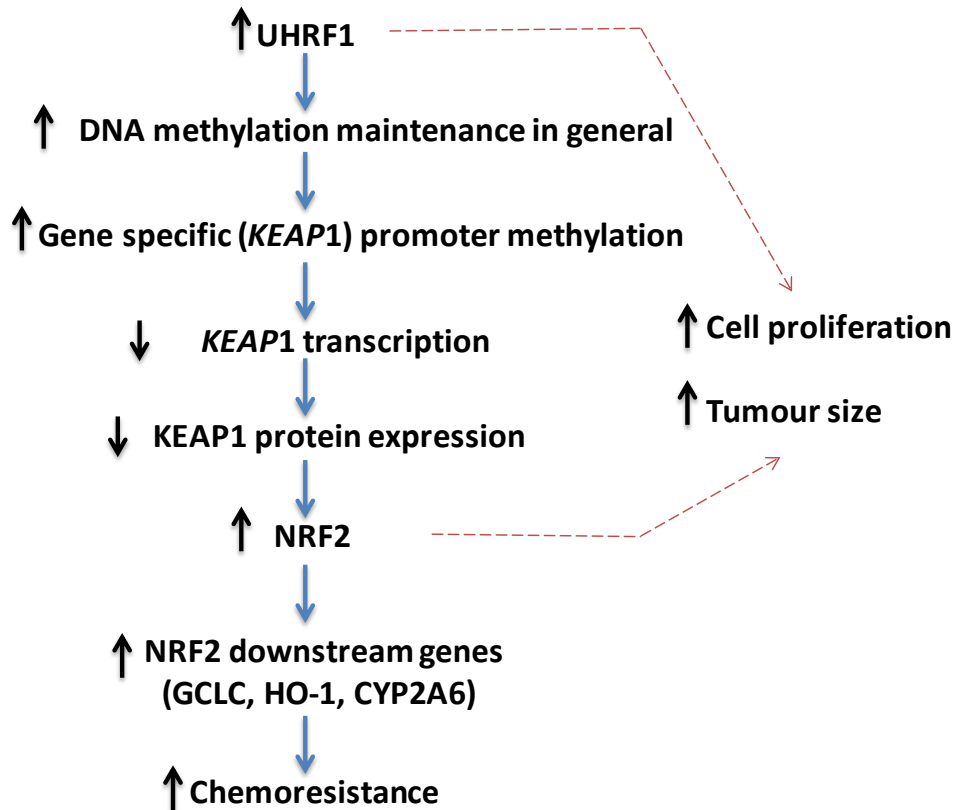 ↑ UHRF1
↑ DNA methylation maintenance in general
↑ Gene specific (KEAP1) promoter methylation
↓ KEAP1 transcription
↓ KEAP1 protein expression
↑ NRF2
↑ NRF2 downstream genes
(GCLC, HO-1, CYP2A6)
↑ Chemoresistance
↑ Cell proliferation
↑ Tumour size